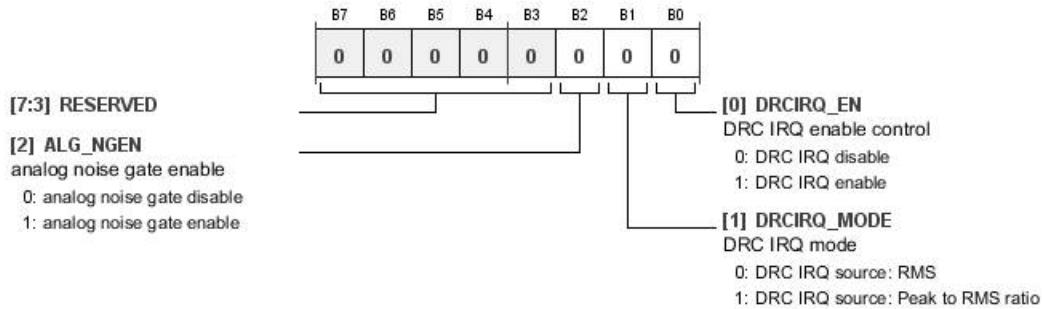 B7 B6 B5 B4 B3 B2 B1 B0
0 0 0 0 0 0 0 0
[7:3] RESERVED
[2] ALG_NGEN
analog noise gate enable
0: analog noise gate disable
1: analog noise gate enable
[0] DRCIRQ_EN
DRC IRQ enable control
0: DRC IRQ disable
1: DRC IRQ enable
[1] DRCIRQ_MODE
DRC IRQ mode
0: DRC IRQ source: RMS
1: DRC IRQ source: Peak to RMS ratio